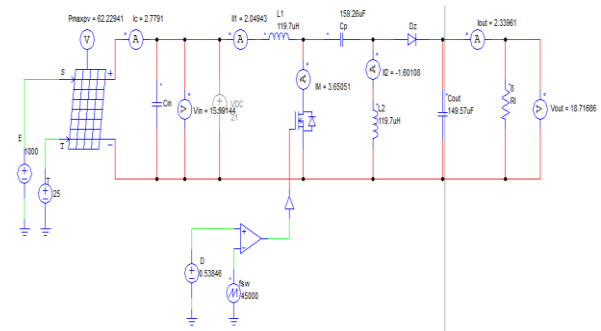 Pmaxpv = 62.22941
Ic = 2.7791
Il1 = 2.04943
L1
119.7uH
159.26uF
Cp
Dz
Iout = 2.33961
V
A
A
A
A
S
+
Cin
V
Vin = 15.99144
VDC
21
A
IM = 3.65051
A
Il2 = -1.60108
L2
119.7uH
Cout
149.57uF
8
Rl
V
Vout = 18.71686
T
−
E
1000
T
25
D
0.53846
fsw
45000